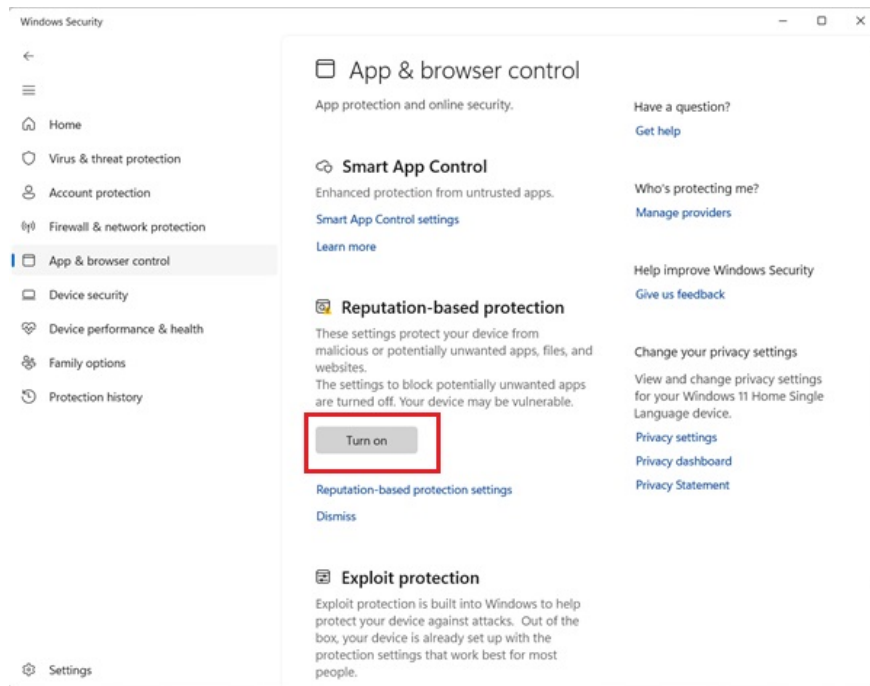 Windows Security
Home
Virus & threat protection
Account protection
Firewall & network protection
App & browser control
Device security
Device performance & health
Family options
Protection history
Settings
App & browser control
App protection and online security.
Smart App Control
Enhanced protection from untrusted apps.
Smart App Control settings
Learn more
Reputation-based protection
These settings protect your device from
malicious or potentially unwanted apps, files, and
websites.
The settings to block potentially unwanted apps
are turned off. Your device may be vulnerable.
Turn on
Reputation-based protection settings
Dismiss
Exploit protection
Exploit protection is built into Windows to help
protect your device against attacks. Out of the
box, your device is already set up with the
protection settings that work best for most
people.
Have a question?
Get help
Who's protecting me?
Manage providers
Help improve Windows Security
Give us feedback
Change your privacy settings
View and change privacy settings
for your Windows 11 Home Single
Language device.
Privacy settings
Privacy dashboard
Privacy Statement